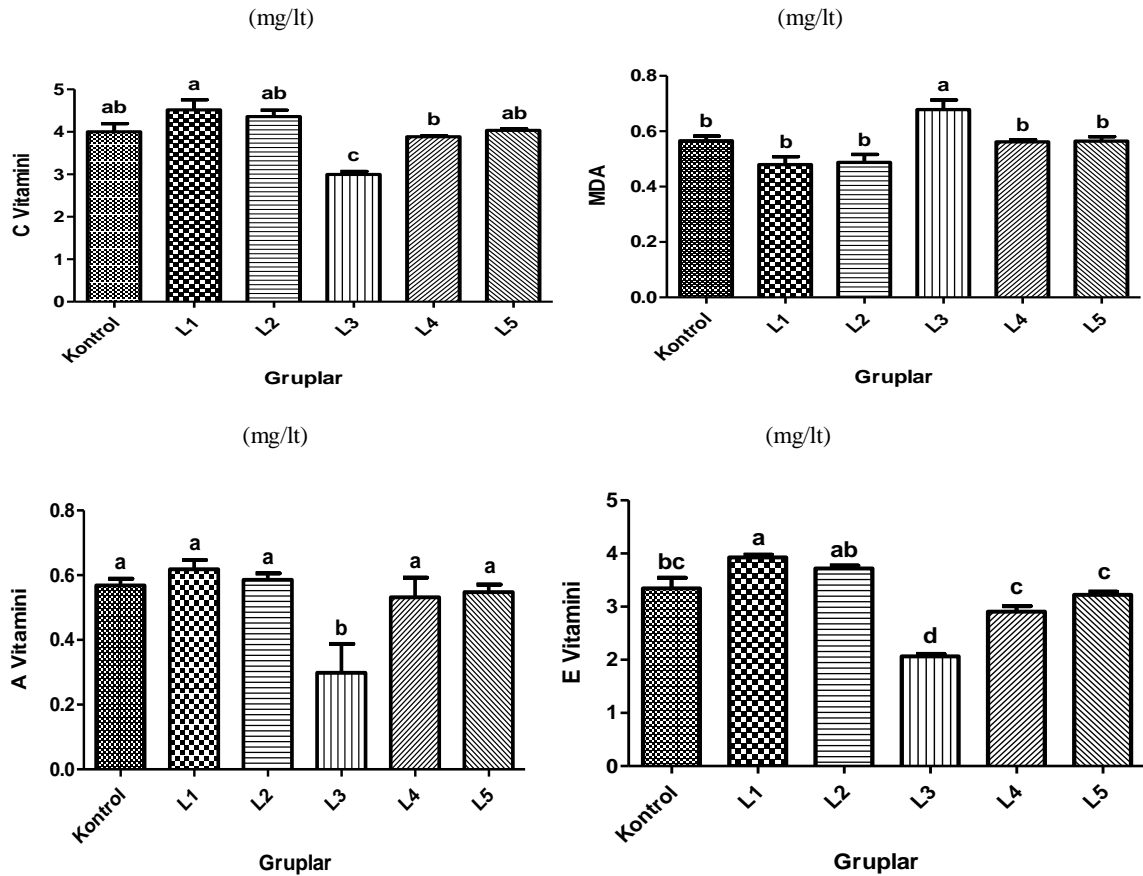 (mg/lt)
C Vitamini
5
4
3
2
1
0
ab
a
ab
c
b
ab
Kontrol
L1
L2
L3
L4
L5
Gruplar
(mg/lt)
MDA
0.8
0.6
0.4
0.2
0.0
b
b
b
a
b
b
Kontrol
L1
L2
L3
L4
L5
Gruplar
(mg/lt)
A Vitamini
0.8
0.6
0.4
0.2
0.0
a
a
a
b
a
a
Kontrol
L1
L2
L3
L4
L5
Gruplar
(mg/lt)
E Vitamini
5
4
3
2
1
0
bc
a
ab
d
c
c
Kontrol
L1
L2
L3
L4
L5
Gruplar